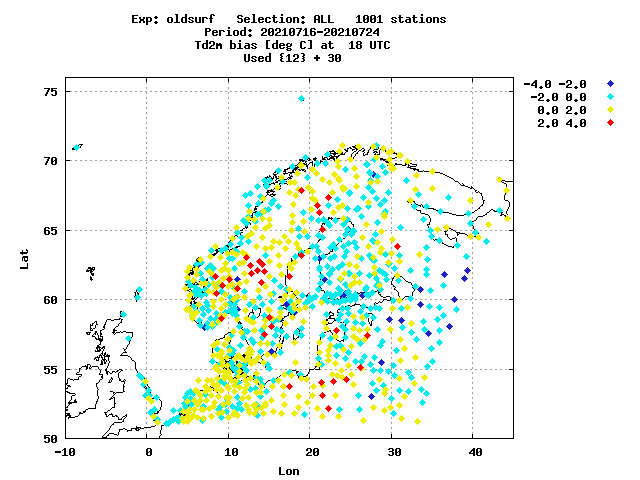 Exp: oldsurf   Selection: ALL   1001 stations
Period: 20210716-20210724
Td2m bias [deg C] at  18 UTC
Used {12} + 30
-4.0 -2.0
-2.0 0.0
0.0 2.0
2.0 4.0
75
70
65
60
55
50
Lat
-10
0
10
20
30
40
Lon